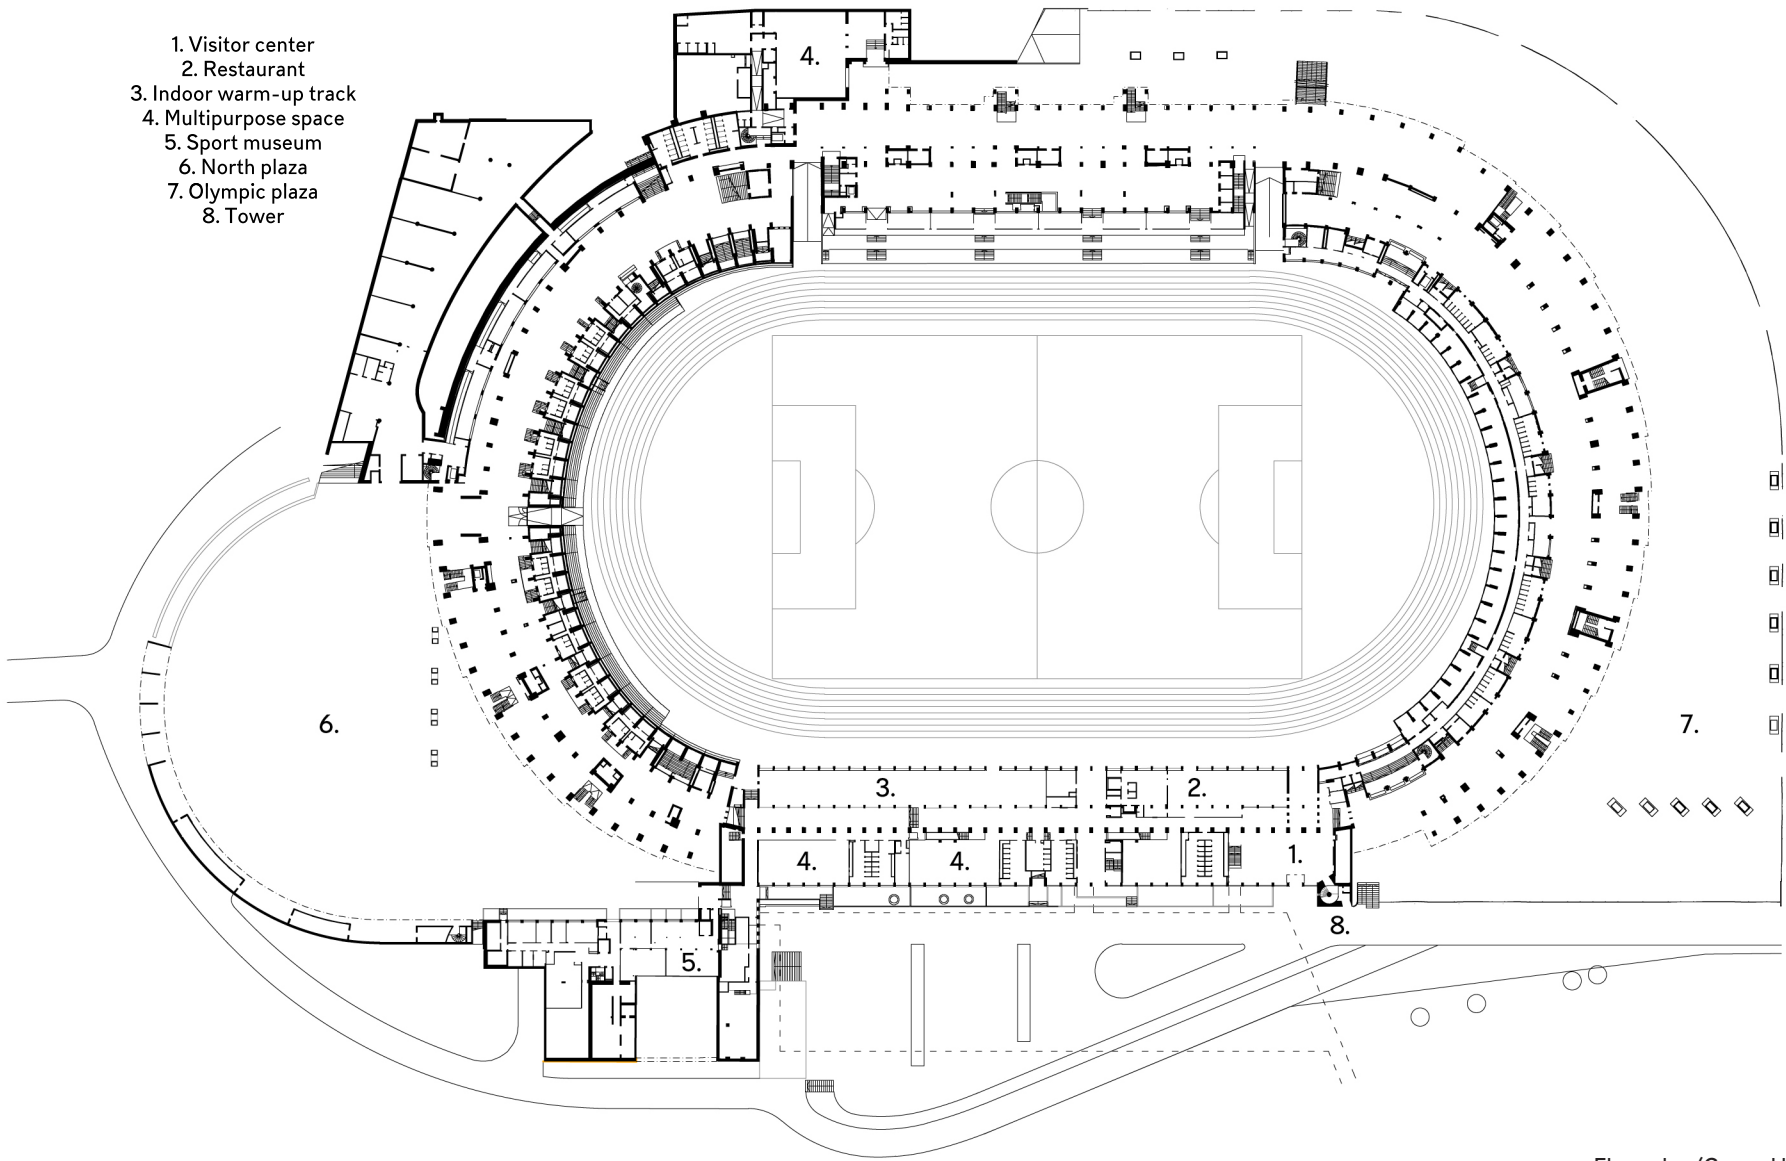 1. Visitor center
2. Restaurant
3. Indoor warm-up track
4. Multipurpose space
5. Sport museum
6. North plaza
7. Olympic plaza
8. Tower
4.
6.
7.
3.
2.
4.
4.
1.
8.
5.